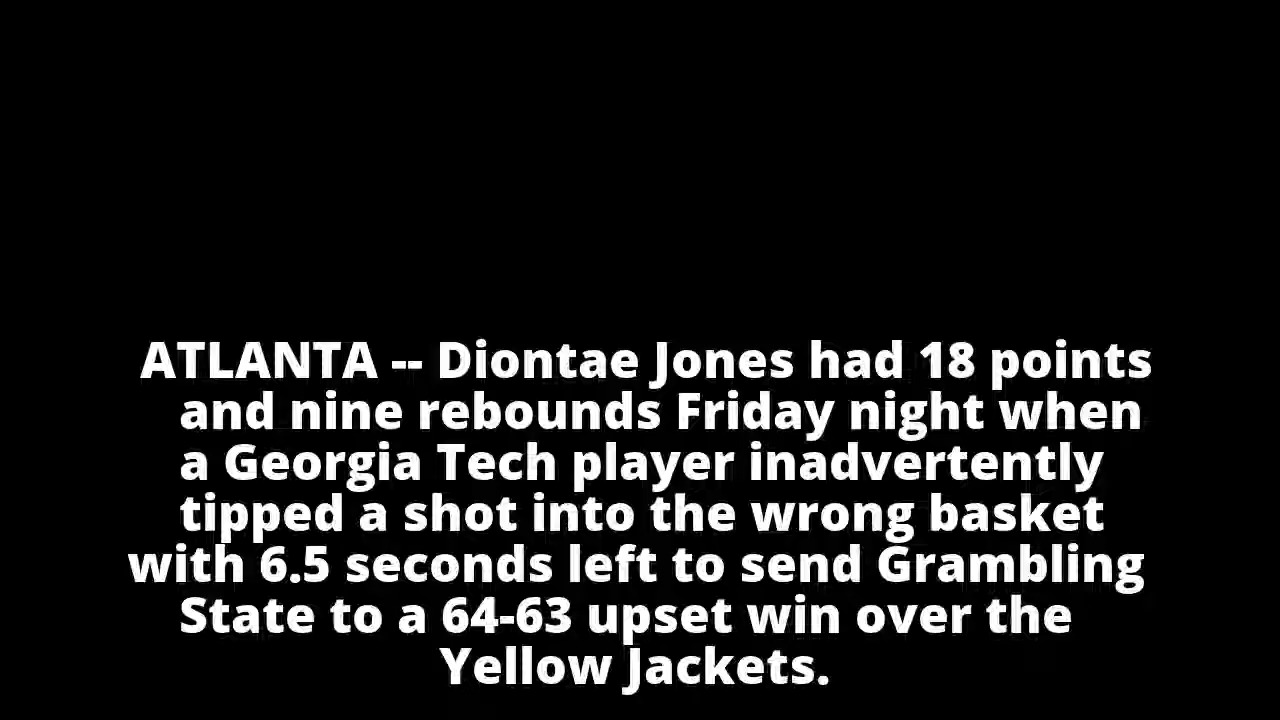 ATLANTA -- Diontae Jones had 18 points
and nine rebounds Friday night when
a Georgia Tech player inadvertently
tipped a shot into the wrong basket
with 6.5 seconds left to send Grambling
State to a 64-63 upset win over the
Yellow Jackets.